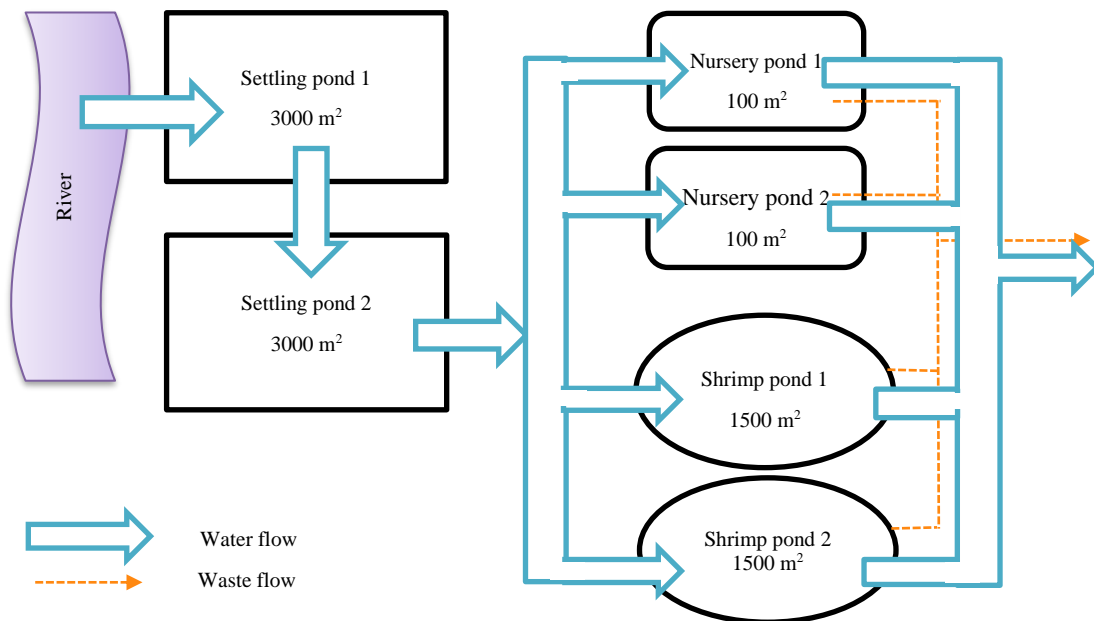 River
Settling pond 1
3000 m²
Settling pond 2
3000 m²
Nursery pond 1
100 m²
Nursery pond 2
100 m²
Shrimp pond 1
1500 m²
Shrimp pond 2
1500 m²
Water flow
Waste flow